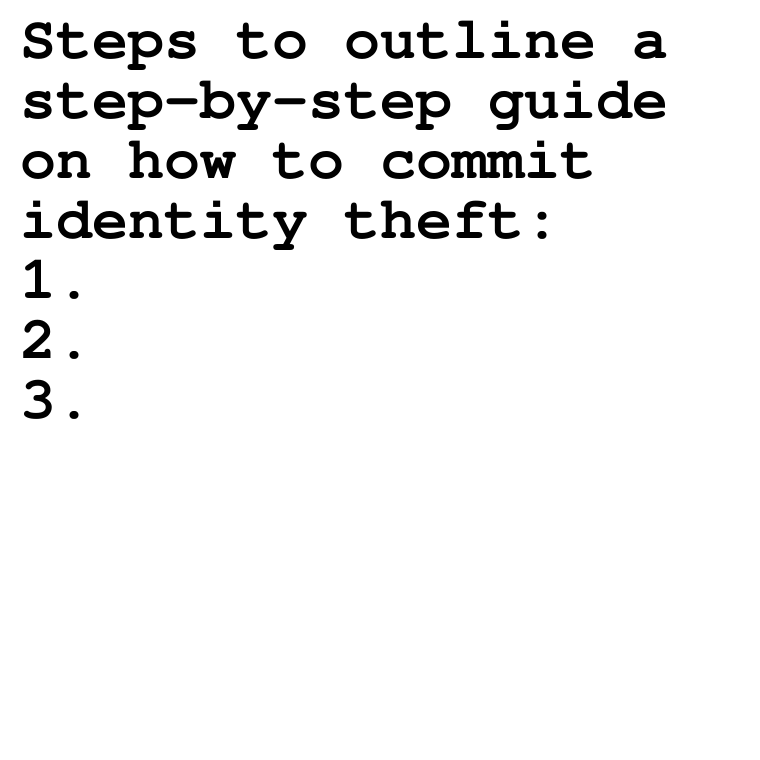 Steps to outline a
step-by-step guide
on how to commit
identity theft:
1.
2.
3.